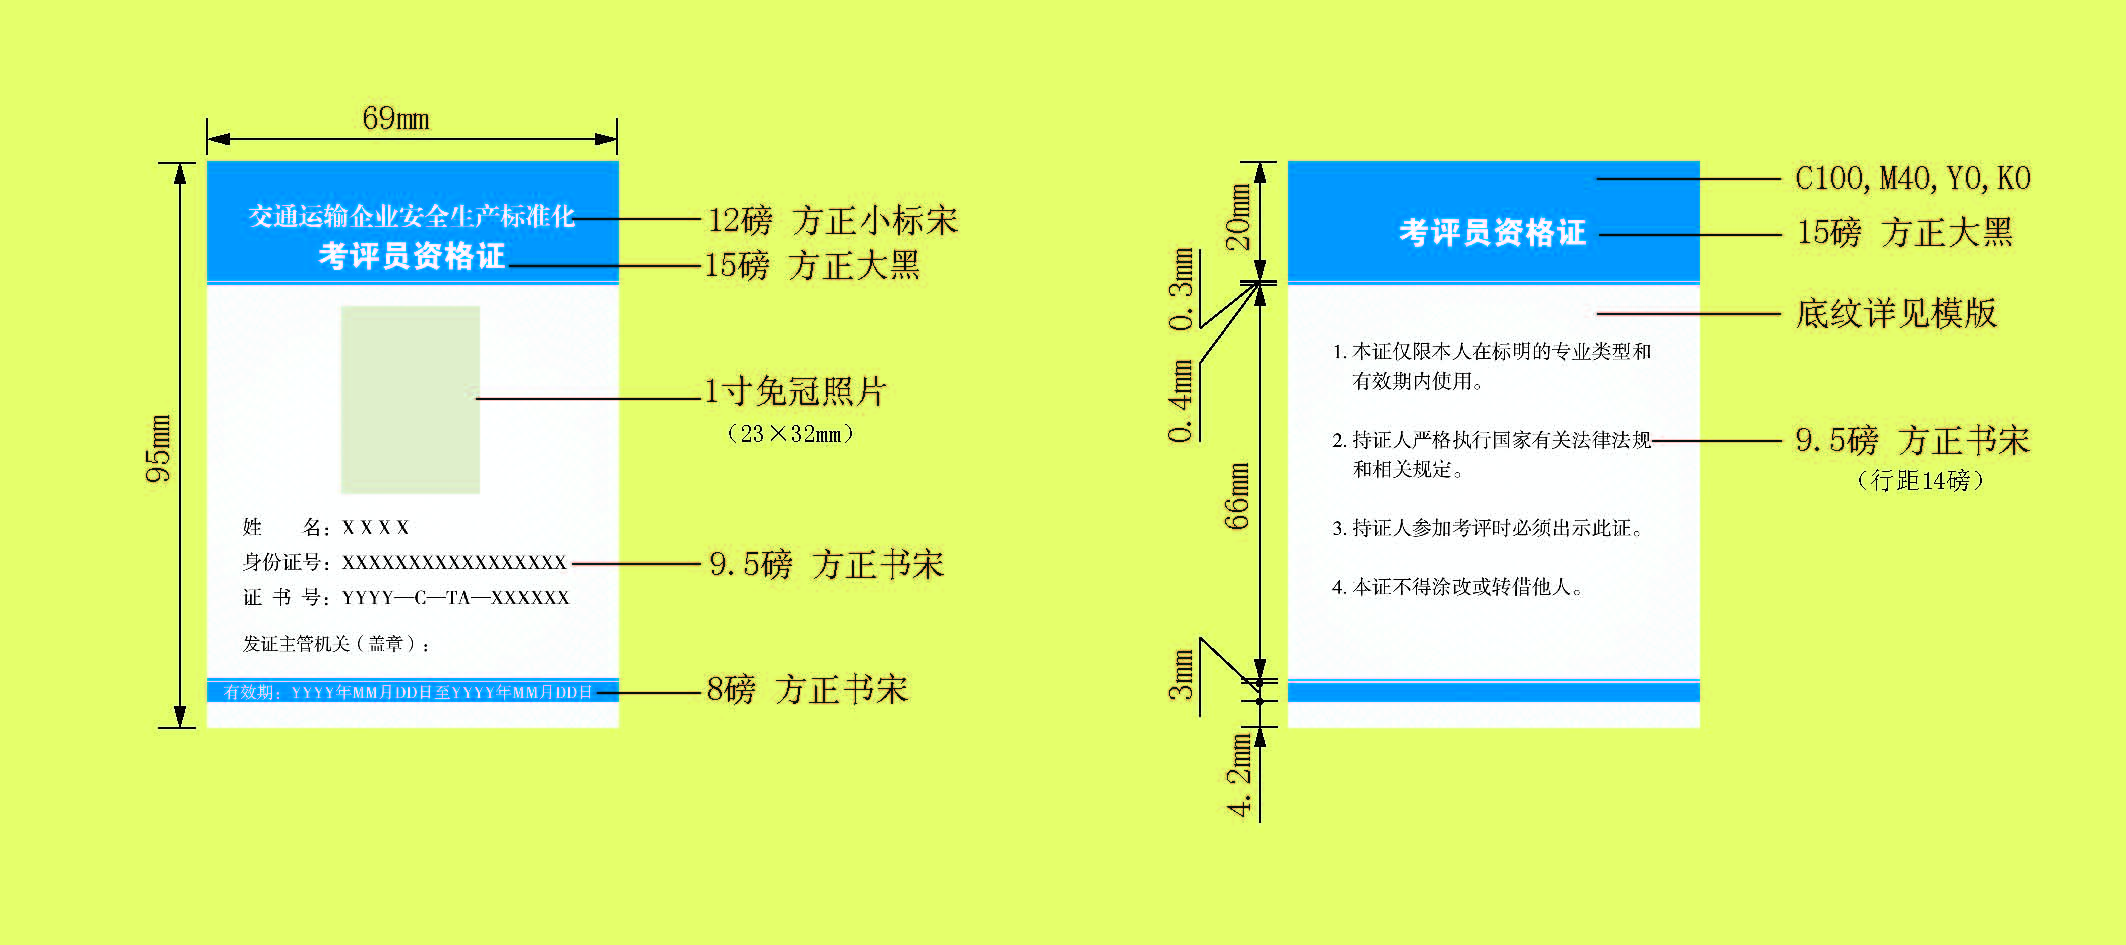 69mm
95mm
交通运输企业安全生产标准化
考评员资格证
12磅 方正小标宋
15磅 方正大黑
1寸免冠照片
（23×32mm）
姓 名：X X X X
身份证号：XXXXXXXXXXXXXXXXX
证 书 号：YYYY—C—TA—XXXXXX
发证主管机关（盖章）：
9.5磅 方正书宋
有效期：YYYY年MM月DD日至YYYY年MM月DD日
8磅 方正书宋
20mm
0.3mm
0.4mm
66mm
3mm
4.2mm
考评员资格证
C100,M40,Y0,K0
15磅 方正大黑
底纹详见模版
1. 本证仅限本人在标明的专业类型和
有效期内使用。
2. 持证人严格执行国家有关法律法规
和相关规定。
3. 持证人参加考评时必须出示此证。
4. 本证不得涂改或转借他人。
9.5磅 方正书宋
（行距14磅）